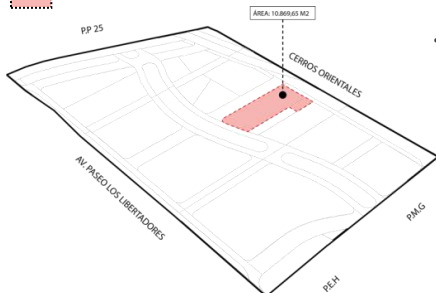 ÁREA: 10.869,65 M2
P.P 25
CERROS ORIENTALES
AV. PASEO LOS LIBERTADORES
P.M.G
P.E.H